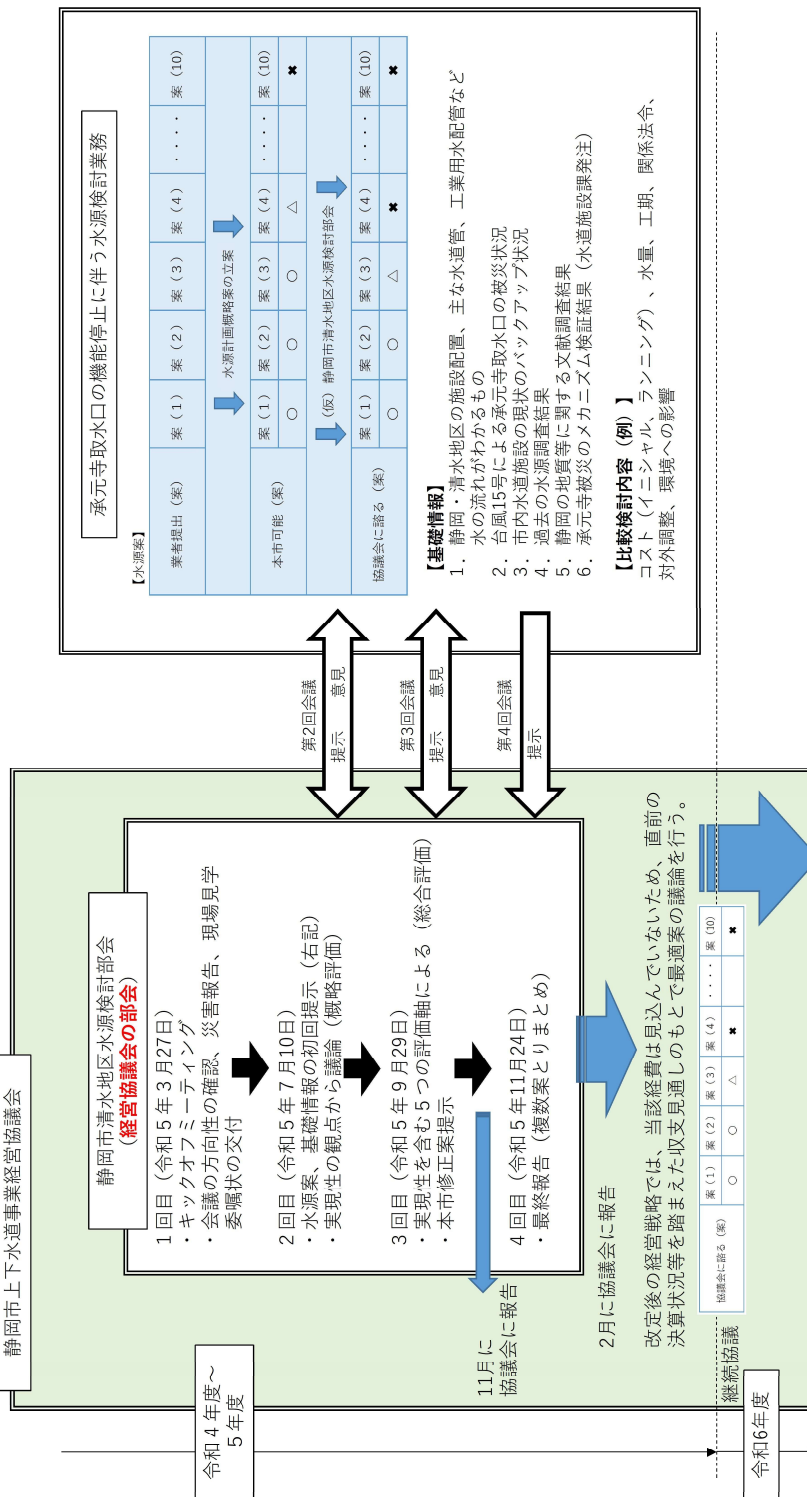 静岡市上下水道事業経営協議会
令和４年度～
５年度
静岡市清水地区水源検討部会
（経営協議会の部会）
１回目（令和５年３月27日）
・キックオフミーティング
・会議の方向性の確認、災害報告、現場見学
委嘱状の交付
２回目（令和５年７月10日）
・水源案、基礎情報の初回提示（右記）
・実現性の観点から議論（概略評価）
３回目（令和５年９月29日）
・実現性を含む５つの評価軸による（総合評価）
・本市修正案提示
４回目（令和５年11月24日）
・最終報告（複数案とりまとめ）
11月に
協議会に報告
2月に協議会に報告
改定後の経営戦略では、当該経費は見込んでいないため、直前の
決算状況等を踏まえた収支見通しのもとで最適案の議論を行う。
協議会に諮る（案） 案（1） 案（2） 案（3） 案（4） ・・・・ 案（10）
○ ○ △ ✖ ✖
継続協議
令和6年度
第2回会議
提示 意見
第3回会議
提示 意見
第4回会議
提示
承元寺取水口の機能停止に伴う水源検討業務
【水源案】
業者提出（案） 案（1） 案（2） 案（3） 案（4） ・・・・ 案（10）
水源計画概略案の立案
本市可能（案） 案（1） 案（2） 案（3） 案（4） ・・・・ 案（10）
○ ○ ○ △ ✖
（仮）静岡市清水地区水源検討部会
協議会に諮る（案） 案（1） 案（2） 案（3） 案（4） ・・・・ 案（10）
○ ○ △ ✖ ✖
【基礎情報】
１．静岡・清水地区の施設配置、主な水道管、工業用水配管など
水の流れがわかるもの
２．台風15号による承元寺取水口の被災状況
３．市内水道施設の現状のバックアップ状況
４．過去の水源調査結果
５．静岡の地質等に関する文献調査結果
６．承元寺被災のメカニズム検証結果（水道施設課発注）
【比較検討内容（例）】
コスト（イニシャル、ランニング）、水量、工期、関係法令、
対外調整、環境への影響